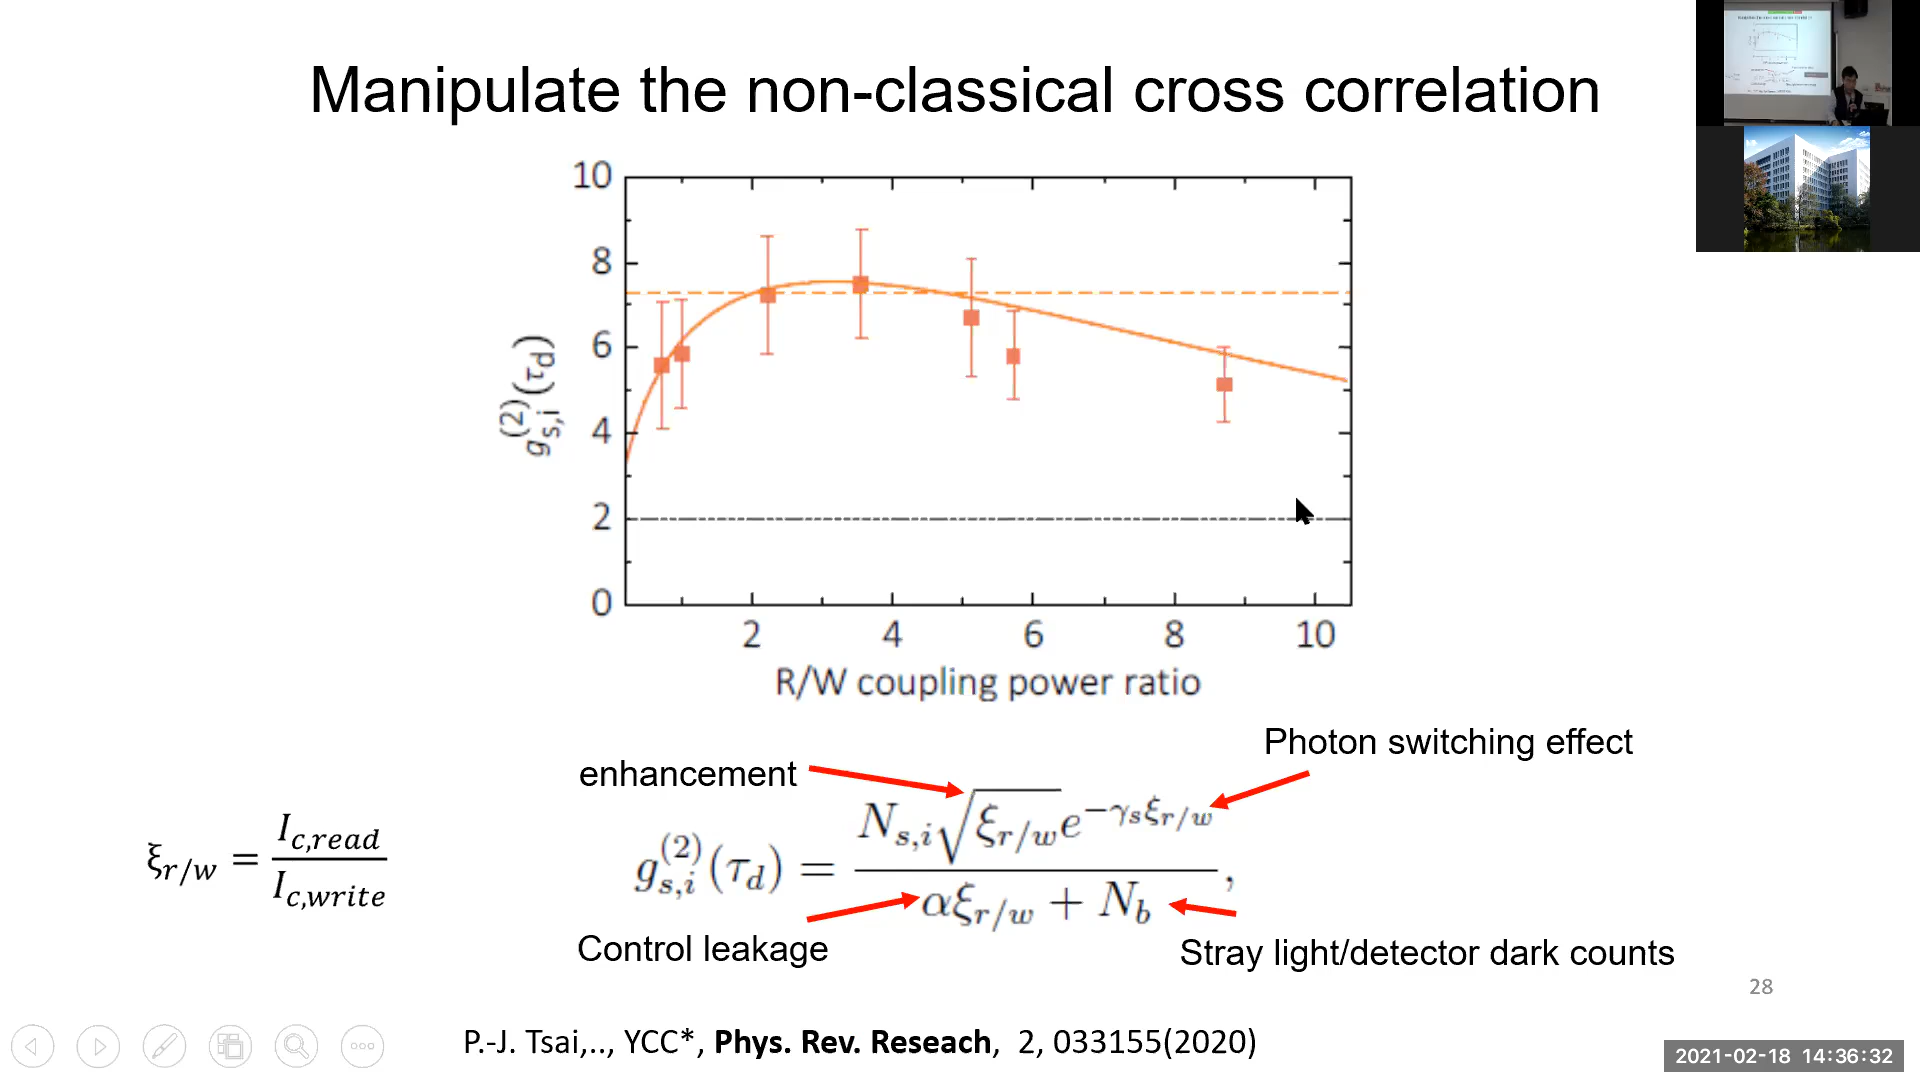 Manipulate the non-classical cross correlation
10
8
6
4
2
0
g_{s,i}^{(2)}(τ_d)
2 4 6 8 10
R/W coupling power ratio
Photon switching effect
enhancement
ξ_{r/w} = I_{c,read} / I_{c,write}
g_{s,i}^{(2)}(τ_d) = N_{s,i}√ξ_{r/w} e^{−γ_s ξ_{r/w}} / αξ_{r/w} + N_b ,
Control leakage
Stray light/detector dark counts
28
P.-J. Tsai,.., YCC*, Phys. Rev. Reseach, 2, 033155(2020)
2021-02-18 14:36:32